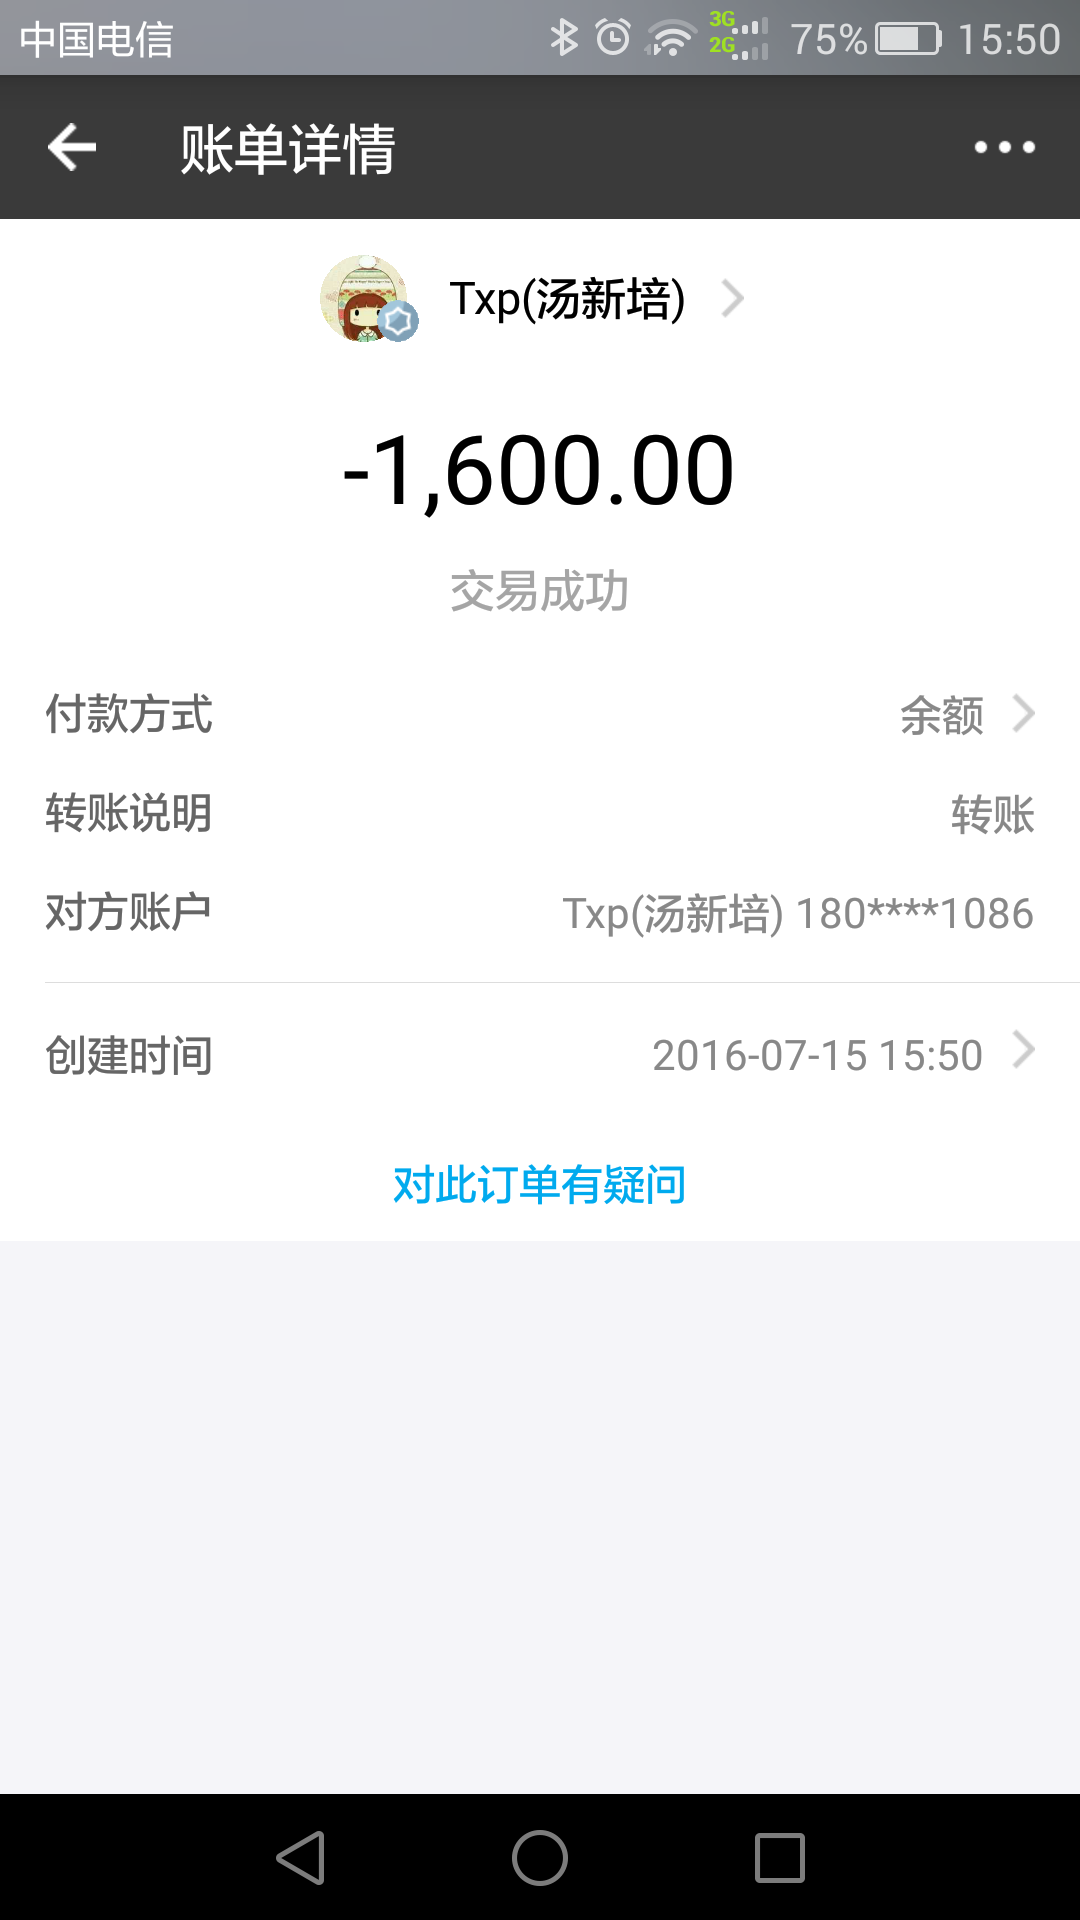 中国电信 3G 2G 75% 15:50
账单详情
Txp(汤新培)
-1,600.00
交易成功
付款方式 余额
转账说明 转账
对方账户 Txp(汤新培) 180****1086
创建时间 2016-07-15 15:50
对此订单有疑问